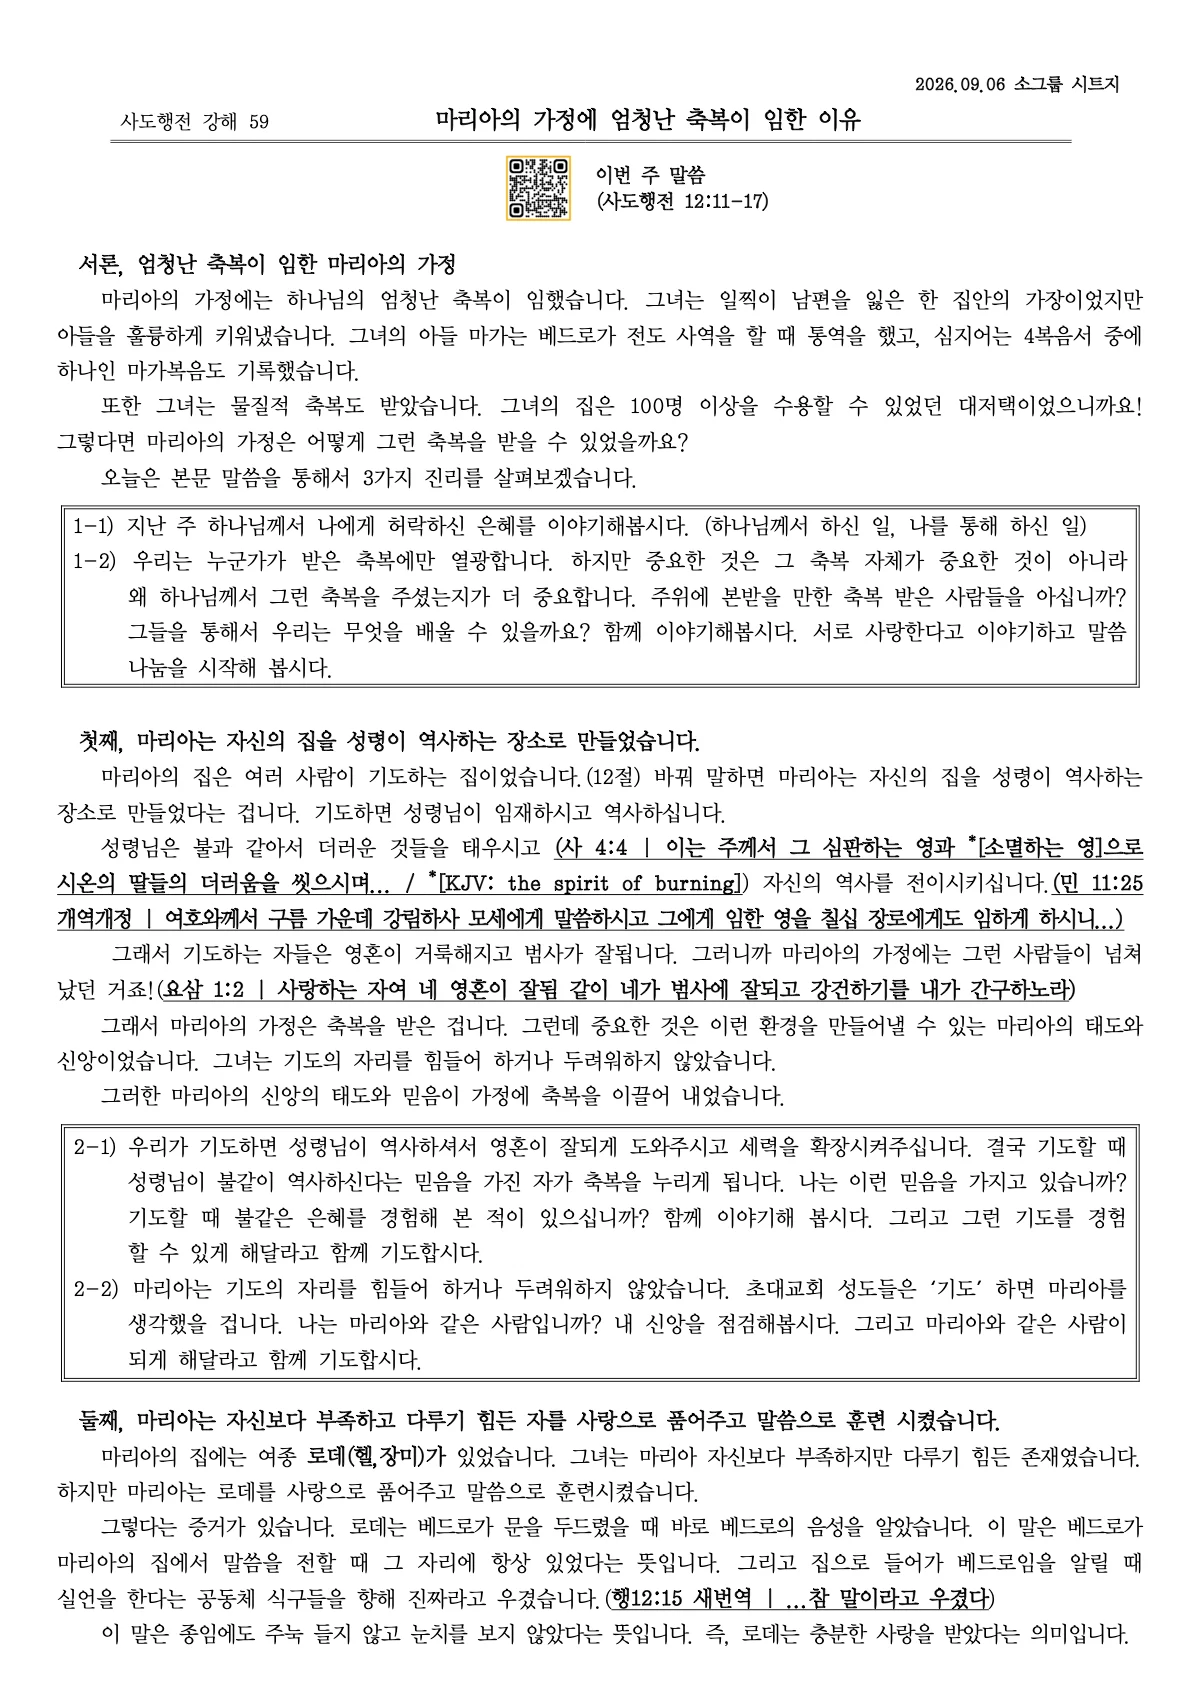 2026.09.06 소그룹 시트지
사도행전 강해 59 마리아의 가정에 엄청난 축복이 임한 이유
이번 주 말씀
(사도행전 12:11-17)
서론, 엄청난 축복이 임한 마리아의 가정
마리아의 가정에는 하나님의 엄청난 축복이 임했습니다. 그녀는 일찍이 남편을 잃은 한 집안의 가장이었지만
아들을 훌륭하게 키워냈습니다. 그녀의 아들 마가는 베드로가 전도 사역을 할 때 통역을 했고, 심지어는 4복음서 중에
하나인 마가복음도 기록했습니다.
또한 그녀는 물질적 축복도 받았습니다. 그녀의 집은 100명 이상을 수용할 수 있었던 대저택이었으니까요!
그렇다면 마리아의 가정은 어떻게 그런 축복을 받을 수 있었을까요?
오늘은 본문 말씀을 통해서 3가지 진리를 살펴보겠습니다.
1-1) 지난 주 하나님께서 나에게 허락하신 은혜를 이야기해봅시다. (하나님께서 하신 일, 나를 통해 하신 일)
1-2) 우리는 누군가가 받은 축복에만 열광합니다. 하지만 중요한 것은 그 축복 자체가 중요한 것이 아니라
왜 하나님께서 그런 축복을 주셨는지가 더 중요합니다. 주위에 본받을 만한 축복 받은 사람들을 아십니까?
그들을 통해서 우리는 무엇을 배울 수 있을까요? 함께 이야기해봅시다. 서로 사랑한다고 이야기하고 말씀
나눔을 시작해 봅시다.
첫째, 마리아는 자신의 집을 성령이 역사하는 장소로 만들었습니다.
마리아의 집은 여러 사람이 기도하는 집이었습니다.(12절) 바꿔 말하면 마리아는 자신의 집을 성령이 역사하는
장소로 만들었다는 겁니다. 기도하면 성령님이 임재하시고 역사하십니다.
성령님은 불과 같아서 더러운 것들을 태우시고 (사 4:4 | 이는 주께서 그 심판하는 영과 *[소멸하는 영]으로
시온의 딸들의 더러움을 씻으시며... / *[KJV: the spirit of burning]) 자신의 역사를 전이시키십니다.(민 11:25
개역개정 | 여호와께서 구름 가운데 강림하사 모세에게 말씀하시고 그에게 임한 영을 칠십 장로에게도 임하게 하시니...)
그래서 기도하는 자들은 영혼이 거룩해지고 범사가 잘됩니다. 그러니까 마리아의 가정에는 그런 사람들이 넘쳐
났던 거죠!(요삼 1:2 | 사랑하는 자여 네 영혼이 잘됨 같이 네가 범사에 잘되고 강건하기를 내가 간구하노라)
그래서 마리아의 가정은 축복을 받은 겁니다. 그런데 중요한 것은 이런 환경을 만들어낼 수 있는 마리아의 태도와
신앙이었습니다. 그녀는 기도의 자리를 힘들어 하거나 두려워하지 않았습니다.
그러한 마리아의 신앙의 태도와 믿음이 가정에 축복을 이끌어 내었습니다.
2-1) 우리가 기도하면 성령님이 역사하셔서 영혼이 잘되게 도와주시고 세력을 확장시켜주십니다. 결국 기도할 때
성령님이 불같이 역사하신다는 믿음을 가진 자가 축복을 누리게 됩니다. 나는 이런 믿음을 가지고 있습니까?
기도할 때 불같은 은혜를 경험해 본 적이 있으십니까? 함께 이야기해 봅시다. 그리고 그런 기도를 경험
할 수 있게 해달라고 함께 기도합시다.
2-2) 마리아는 기도의 자리를 힘들어 하거나 두려워하지 않았습니다. 초대교회 성도들은 ‘기도’ 하면 마리아를
생각했을 겁니다. 나는 마리아와 같은 사람입니까? 내 신앙을 점검해봅시다. 그리고 마리아와 같은 사람이
되게 해달라고 함께 기도합시다.
둘째, 마리아는 자신보다 부족하고 다루기 힘든 자를 사랑으로 품어주고 말씀으로 훈련 시켰습니다.
마리아의 집에는 여종 로데(헬,장미)가 있었습니다. 그녀는 마리아 자신보다 부족하지만 다루기 힘든 존재였습니다.
하지만 마리아는 로데를 사랑으로 품어주고 말씀으로 훈련시켰습니다.
그렇다는 증거가 있습니다. 로데는 베드로가 문을 두드렸을 때 바로 베드로의 음성을 알았습니다. 이 말은 베드로가
마리아의 집에서 말씀을 전할 때 그 자리에 항상 있었다는 뜻입니다. 그리고 집으로 들어가 베드로임을 알릴 때
실언을 한다는 공동체 식구들을 향해 진짜라고 우겼습니다.(행12:15 새번역 | ...참 말이라고 우겼다)
이 말은 종임에도 주눅 들지 않고 눈치를 보지 않았다는 뜻입니다. 즉, 로데는 충분한 사랑을 받았다는 의미입니다.